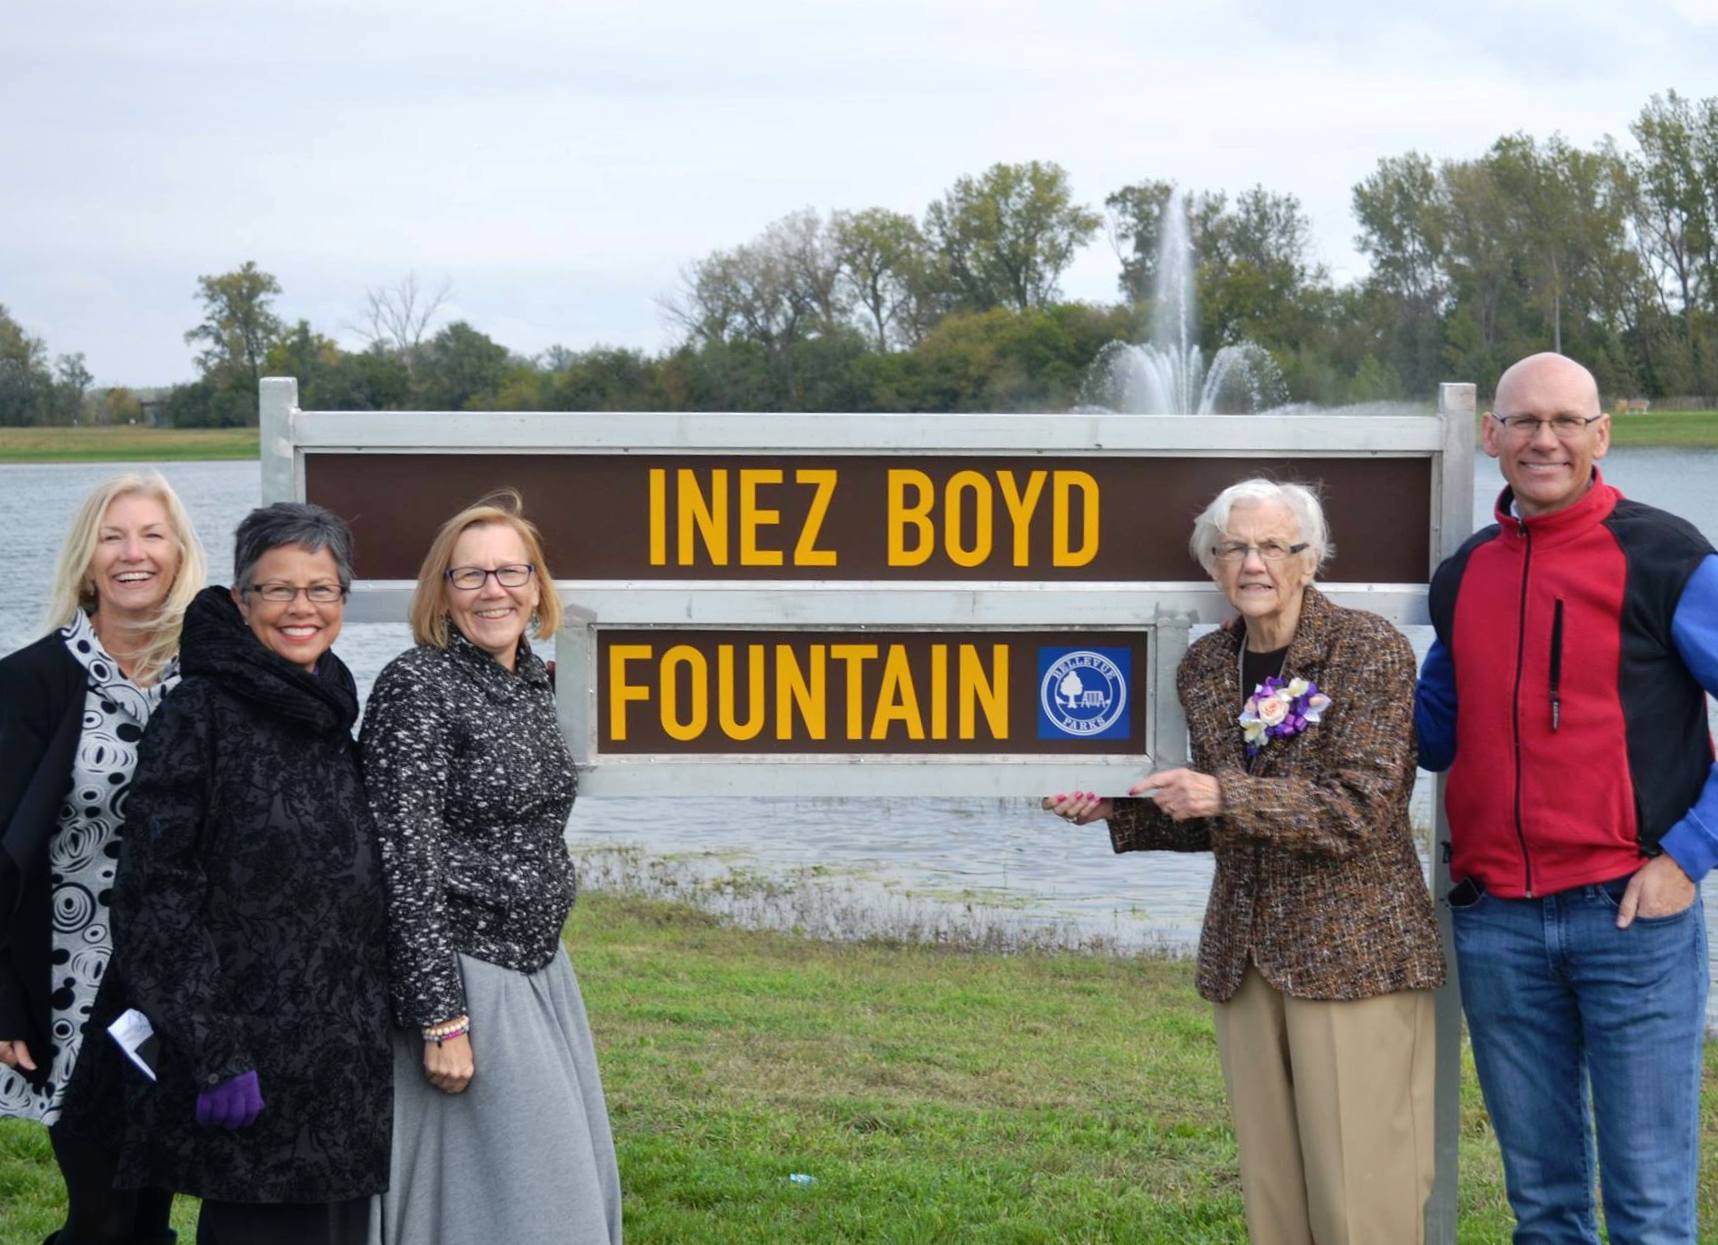 INEZ BOYD
FOUNTAIN
BELLEVUE
PARKS